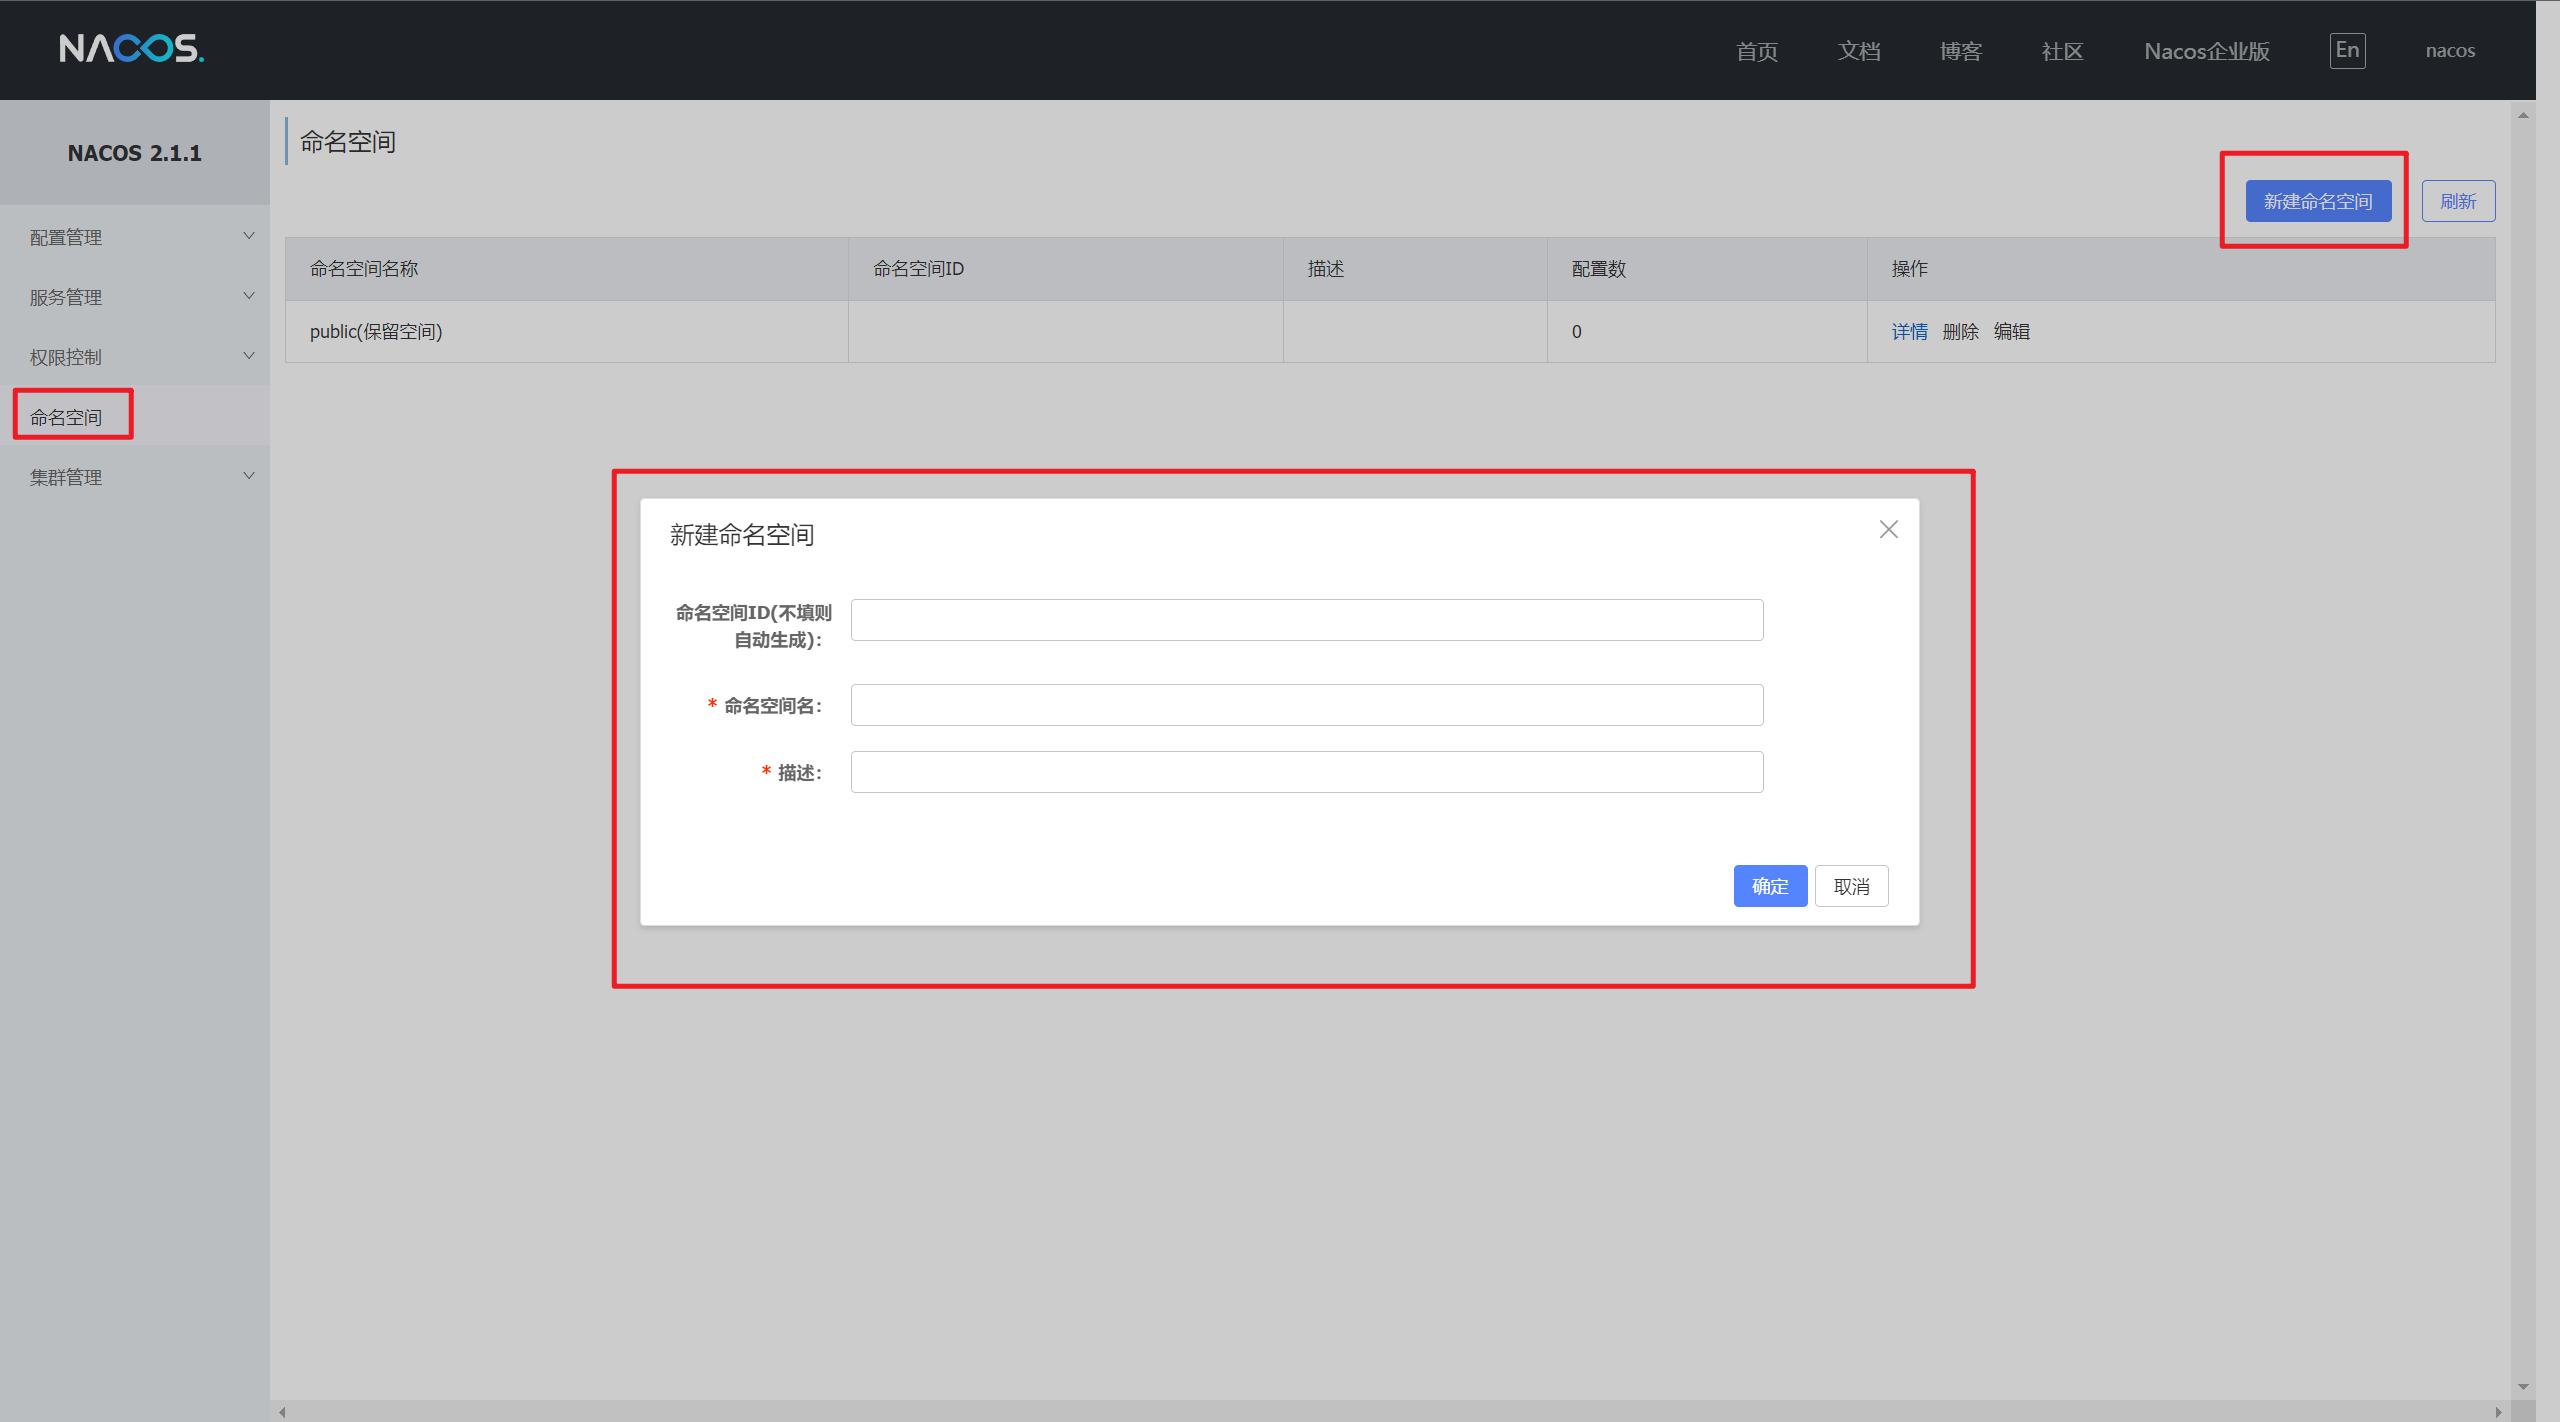 NACOS.
首页 文档 博客 社区 Nacos企业版 En nacos
NACOS 2.1.1
配置管理
服务管理
权限控制
命名空间
集群管理
命名空间
新建命名空间 刷新
命名空间名称 命名空间ID 描述 配置数 操作
public(保留空间) 0 详情 删除 编辑
新建命名空间
命名空间ID(不填则
自动生成):
* 命名空间名:
* 描述:
确定 取消